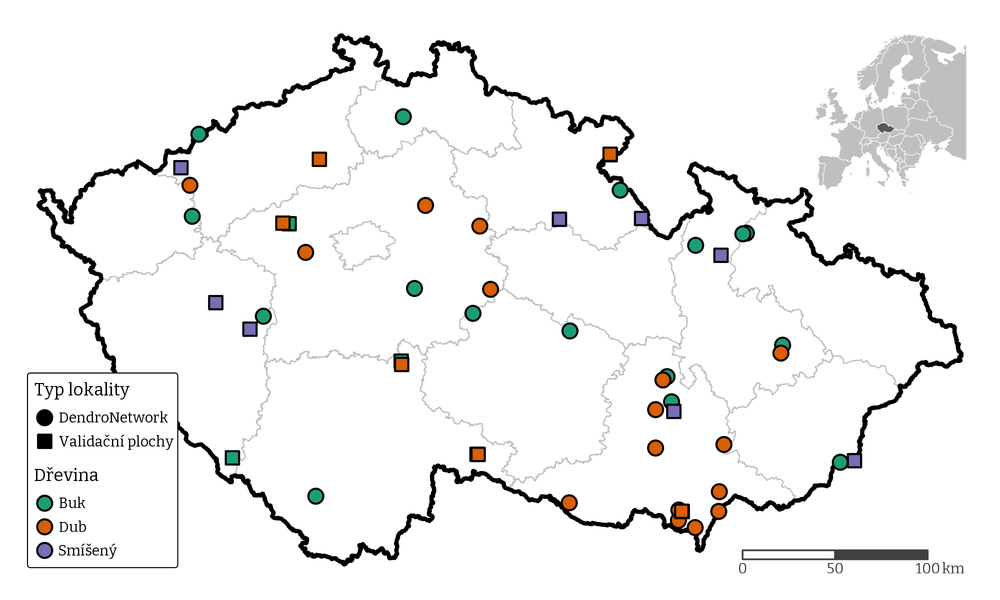 Typ lokality
DendroNetwork
Validační plochy
Dřevina
Buk
Dub
Smíšený
0 50 100 km